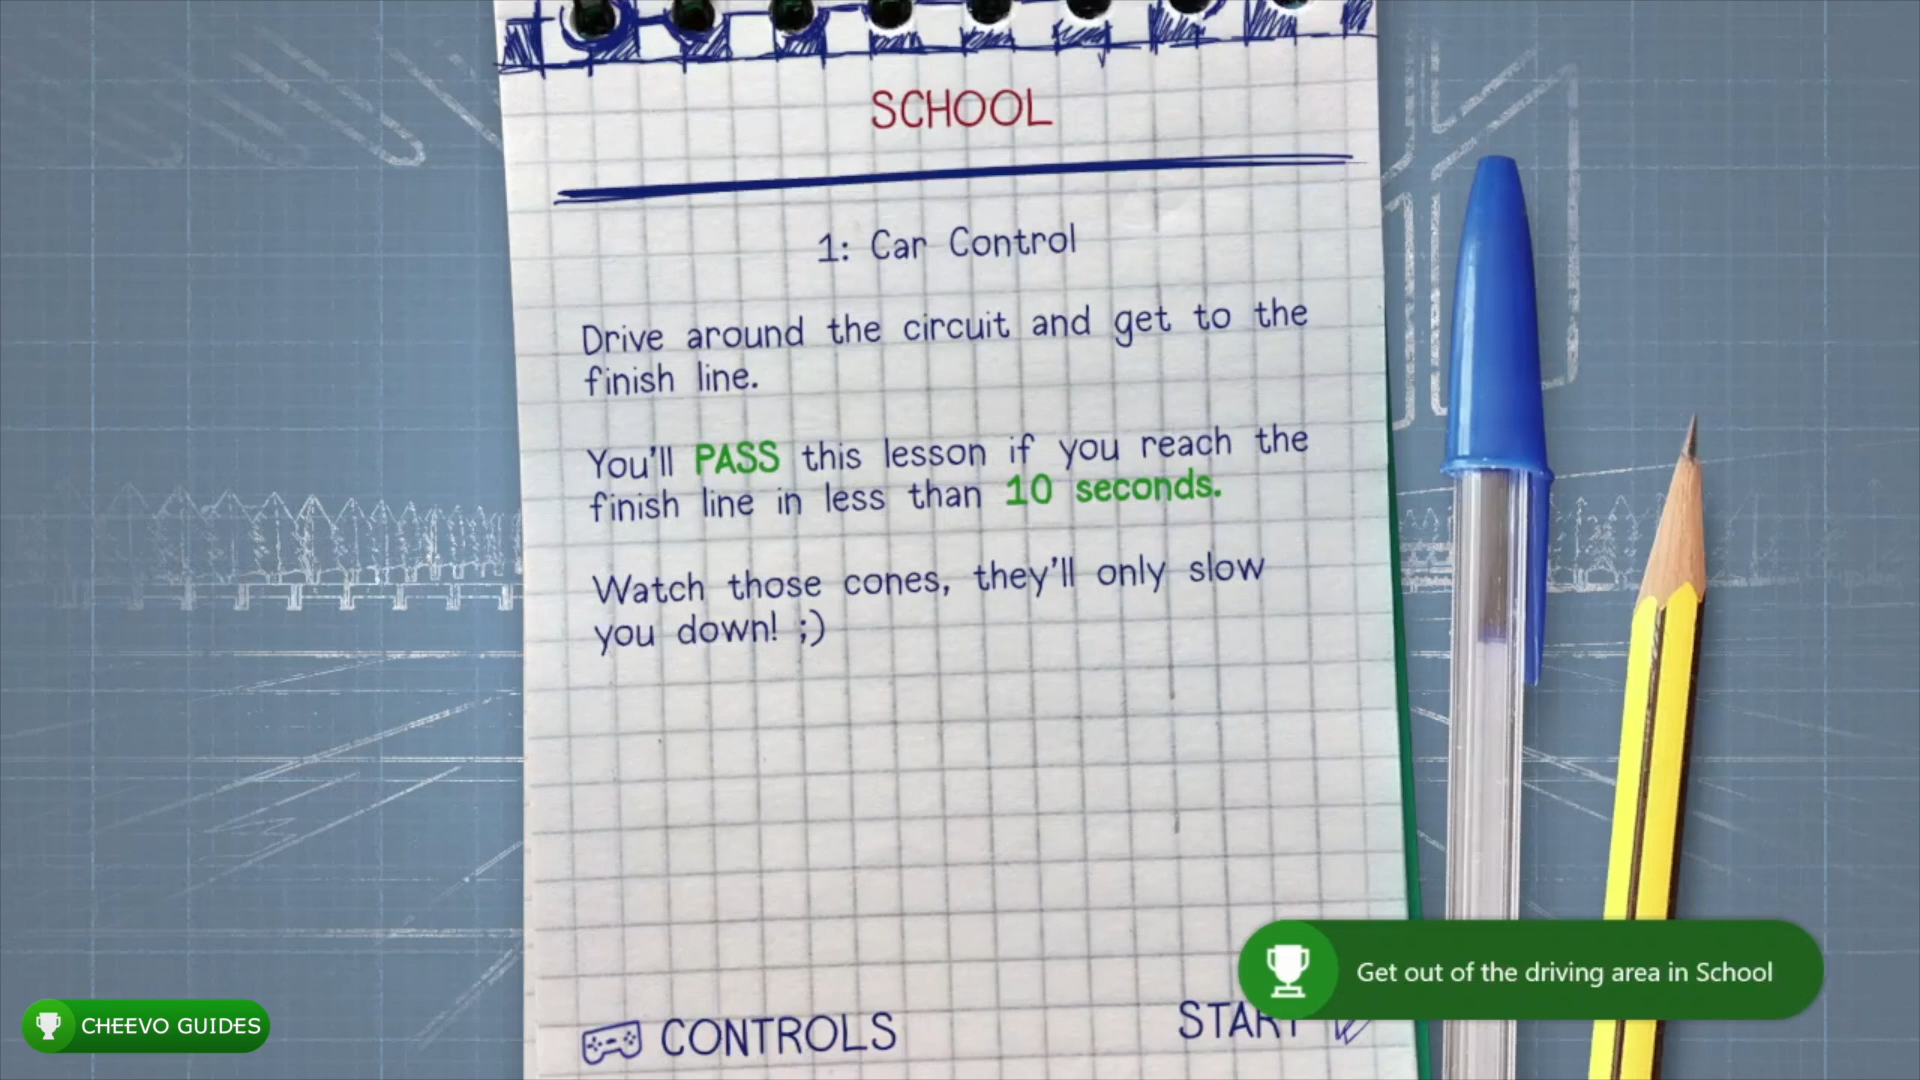 SCHOOL
1: Car Control
Drive around the circuit and get to the
finish line.
You'll PASS this lesson if you reach the
finish line in less than 10 seconds.
Watch those cones, they'll only slow
you down! ;)
Get out of the driving area in School
CHEEVO GUIDES
CONTROLS
START